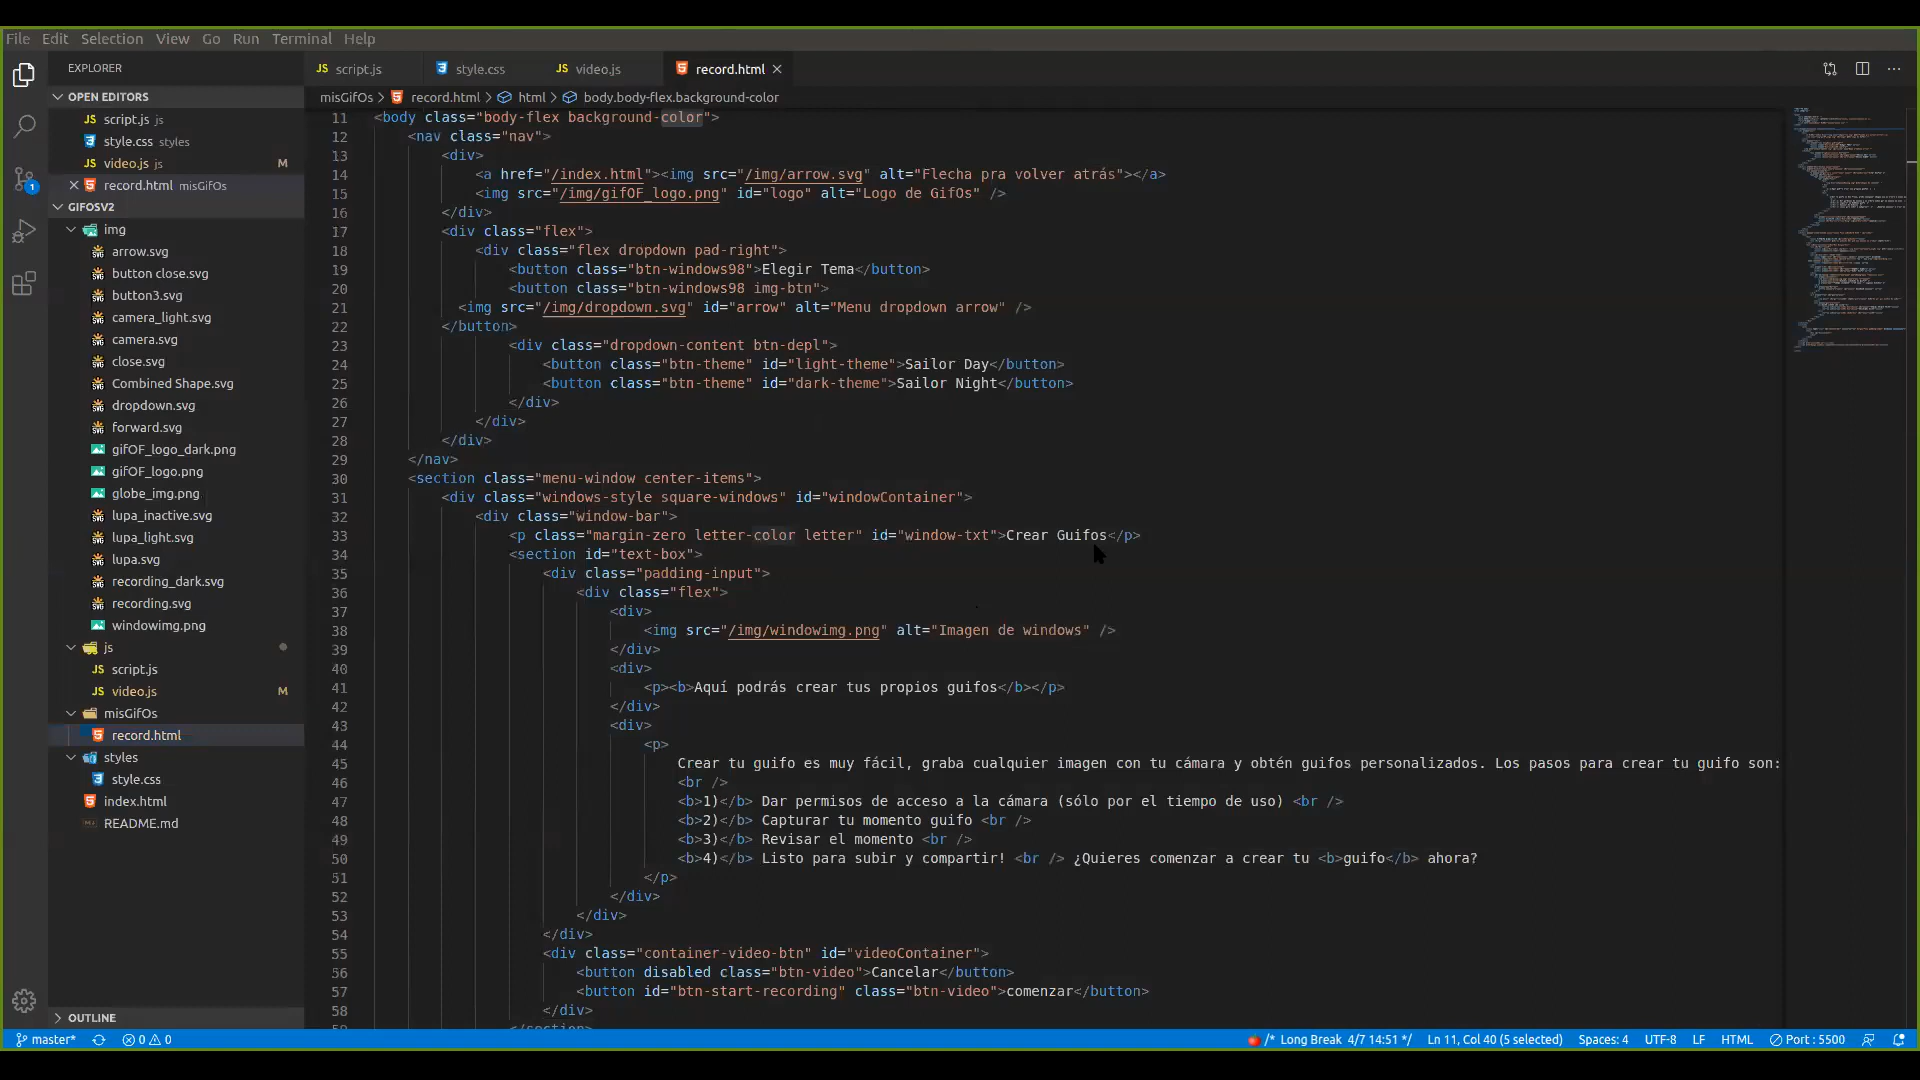 File Edit Selection View Go Run Terminal Help
EXPLORER
OPEN EDITORS
JS script.js js
style.css styles
JS video.js js M
record.html misGifOs
GIFOSV2
img
arrow.svg
button close.svg
button3.svg
camera_light.svg
camera.svg
close.svg
Combined Shape.svg
dropdown.svg
forward.svg
gifOF_logo_dark.png
gifOF_logo.png
globe_img.png
lupa_inactive.svg
lupa_light.svg
lupa.svg
recording_dark.svg
recording.svg
windowimg.png
js
JS script.js
JS video.js M
misGifOs
record.html
styles
style.css
index.html
README.md
OUTLINE
JS script.js style.css JS video.js record.html
misGifOs > record.html > html > body.body-flex.background-color
11 <body class="body-flex background-color">
12 <nav class="nav">
13 <div>
14 <a href="/index.html"><img src="/img/arrow.svg" alt="Flecha pra volver atrás"></a>
15 <img src="/img/gifOF_logo.png" id="logo" alt="Logo de GifOs" />
16 </div>
17 <div class="flex">
18 <div class="flex dropdown pad-right">
19 <button class="btn-windows98">Elegir Tema</button>
20 <button class="btn-windows98 img-btn">
21 <img src="/img/dropdown.svg" id="arrow" alt="Menu dropdown arrow" />
22 </button>
23 <div class="dropdown-content btn-depl">
24 <button class="btn-theme" id="light-theme">Sailor Day</button>
25 <button class="btn-theme" id="dark-theme">Sailor Night</button>
26 </div>
27 </div>
28 </div>
29 </nav>
30 <section class="menu-window center-items">
31 <div class="windows-style square-windows" id="windowContainer">
32 <div class="window-bar">
33 <p class="margin-zero letter-color letter" id="window-txt">Crear Guifos</p>
34 <section id="text-box">
35 <div class="padding-input">
36 <div class="flex">
37 <div>
38 <img src="/img/windowimg.png" alt="Imagen de windows" />
39 </div>
40 <div>
41 <p><b>Aquí podrás crear tus propios guifos</b></p>
42 </div>
43 <div>
44 <p>
45 Crear tu guifo es muy fácil, graba cualquier imagen con tu cámara y obtén guifos personalizados. Los pasos para crear tu guifo son:
46 <br />
47 <b>1)</b> Dar permisos de acceso a la cámara (sólo por el tiempo de uso) <br />
48 <b>2)</b> Capturar tu momento guifo <br />
49 <b>3)</b> Revisar el momento <br />
50 <b>4)</b> Listo para subir y compartir! <br /> ¿Quieres comenzar a crear tu <b>guifo</b> ahora?
51 </p>
52 </div>
53 </div>
54 </div>
55 <div class="container-video-btn" id="videoContainer">
56 <button disabled class="btn-video">Cancelar</button>
57 <button id="btn-start-recording" class="btn-video">comenzar</button>
58 </div>
59 </section>
1
master* 0 0 /* Long Break 4/7 14:51 */ Ln 11, Col 40 (5 selected) Spaces: 4 UTF-8 LF HTML Port : 5500